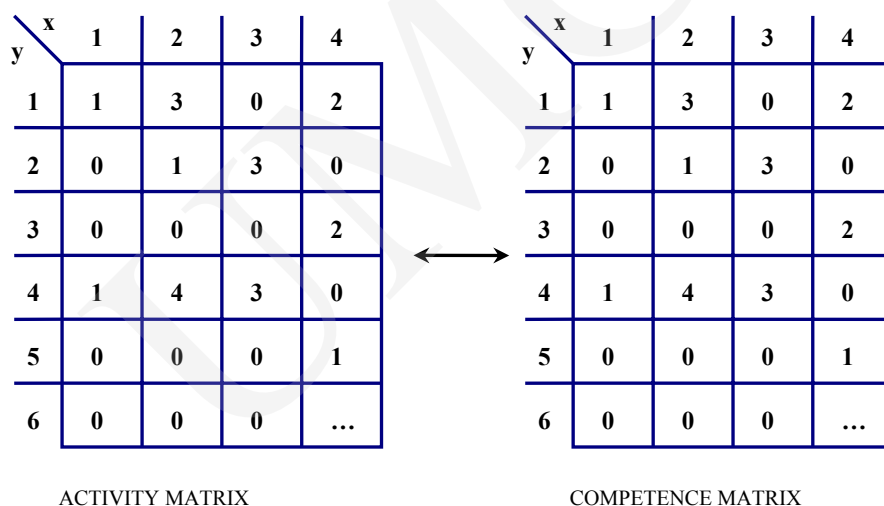 x 1 2 3 4 x 1 2 3 4
y y
1 1 3 0 2 1 1 3 0 2
2 0 1 3 0 2 0 1 3 0
3 0 0 0 2 3 0 0 0 2
4 1 4 3 0 4 1 4 3 0
5 0 0 0 1 5 0 0 0 1
6 0 0 0 ... 6 0 0 0 ...
ACTIVITY MATRIX COMPETENCE MATRIX